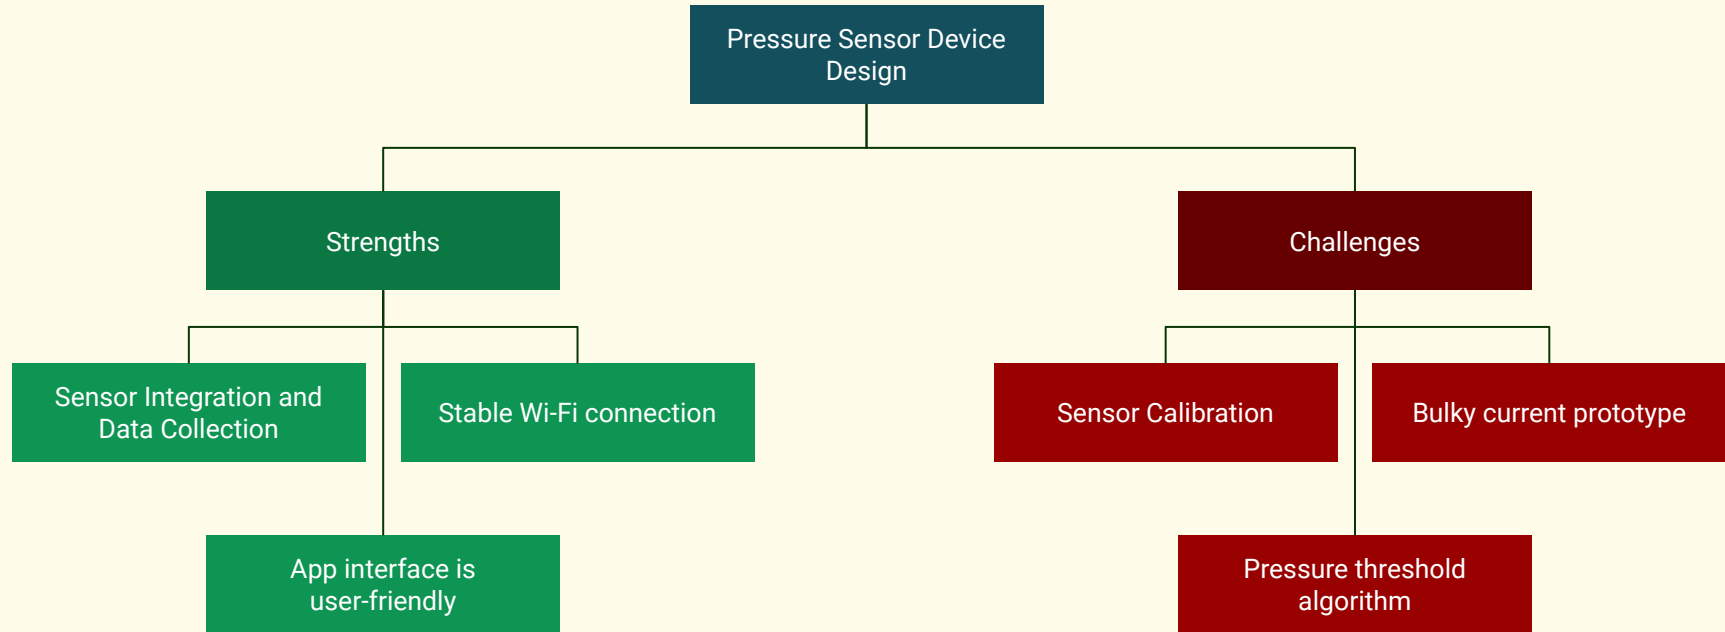 Pressure Sensor Device
Design
Strengths
Challenges
Sensor Integration and
Data Collection
Stable Wi-Fi connection
Sensor Calibration
Bulky current prototype
App interface is
user-friendly
Pressure threshold
algorithm